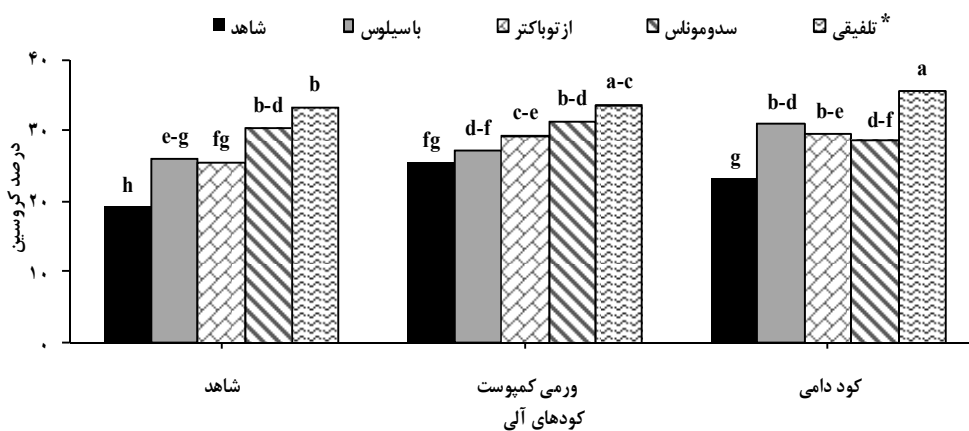 شاهد باسیلوس ازتوباکتر سدوموناس تلفیقی*
درصد کروسین
۴۰
۳۰
۲۰
۱۰
۰
h e-g fg b-d b
fg d-f c-e b-d a-c
g b-d b-e d-f a
شاهد ورمی کمپوست کود دامی
کودهای آلی